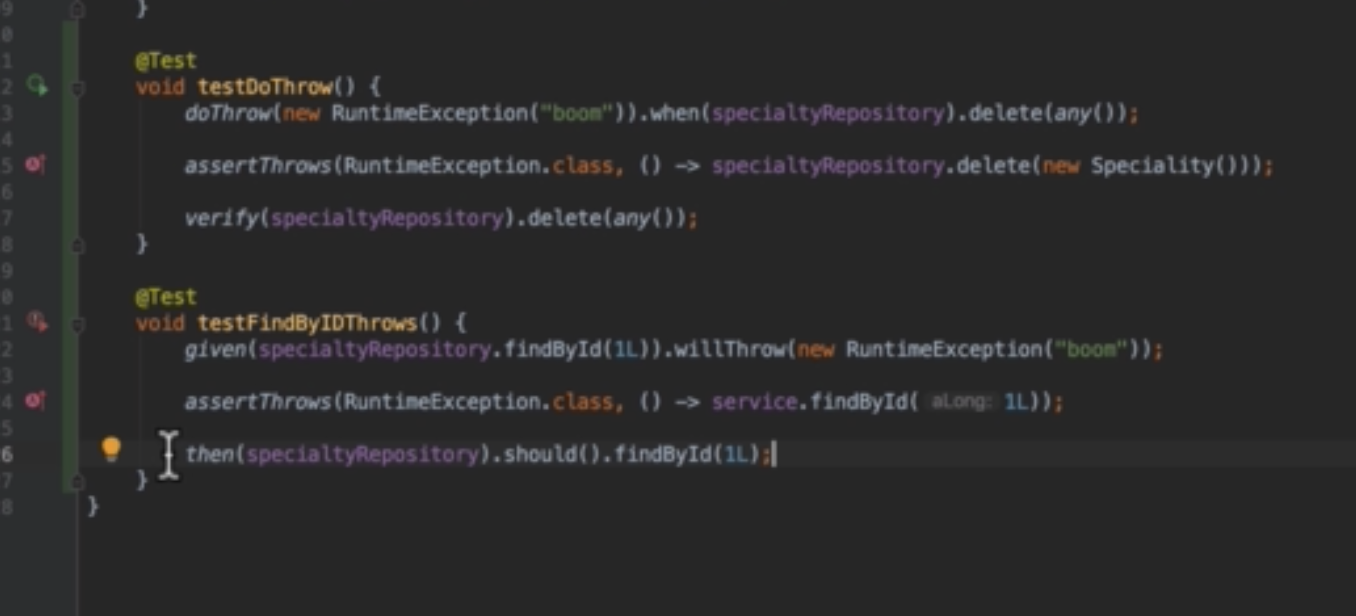 9 }
0
1 @Test
2 void testDoThrow() {
3 doThrow(new RuntimeException("boom")).when(specialtyRepository).delete(any());
4
5 assertThrows(RuntimeException.class, () -> specialtyRepository.delete(new Speciality()));
6
7 verify(specialtyRepository).delete(any());
8 }
9
0 @Test
1 void testFindByIDThrows() {
2 given(specialtyRepository.findById(1L)).willThrow(new RuntimeException("boom"));
3
4 assertThrows(RuntimeException.class, () -> service.findById( aLong: 1L));
5
6 then(specialtyRepository).should().findById(1L);
7 }
8 }